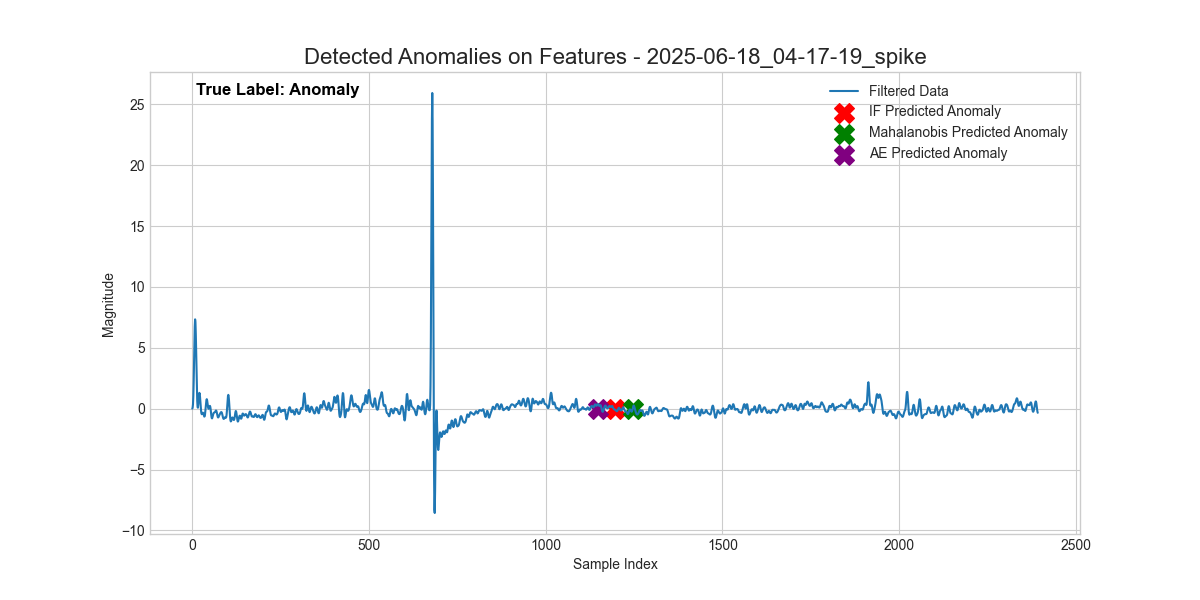 Detected Anomalies on Features - 2025-06-18_04-17-19_spike
True Label: Anomaly
Filtered Data
IF Predicted Anomaly
Mahalanobis Predicted Anomaly
AE Predicted Anomaly
Magnitude
25
20
15
10
5
0
−5
−10
0 500 1000 1500 2000 2500
Sample Index